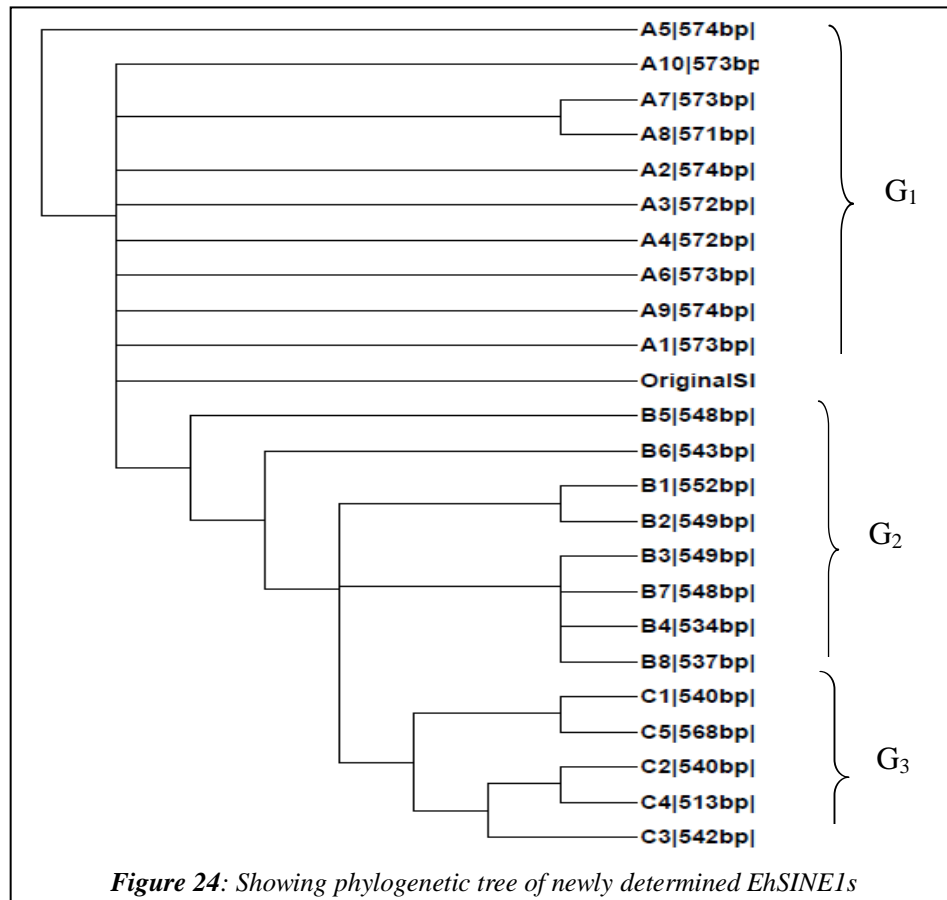 A5|574bp|
A10|573bp
A7|573bp|
A8|571bp|
A2|574bp|
A3|572bp|
G₁
A4|572bp|
A6|573bp|
A9|574bp|
A1|573bp|
OriginalSI
B5|548bp|
B6|543bp|
B1|552bp|
B2|549bp|
G₂
B3|549bp|
B7|548bp|
B4|534bp|
B8|537bp|
C1|540bp|
C5|568bp|
G₃
C2|540bp|
C4|513bp|
C3|542bp|
Figure 24: Showing phylogenetic tree of newly determined EhSINE1s